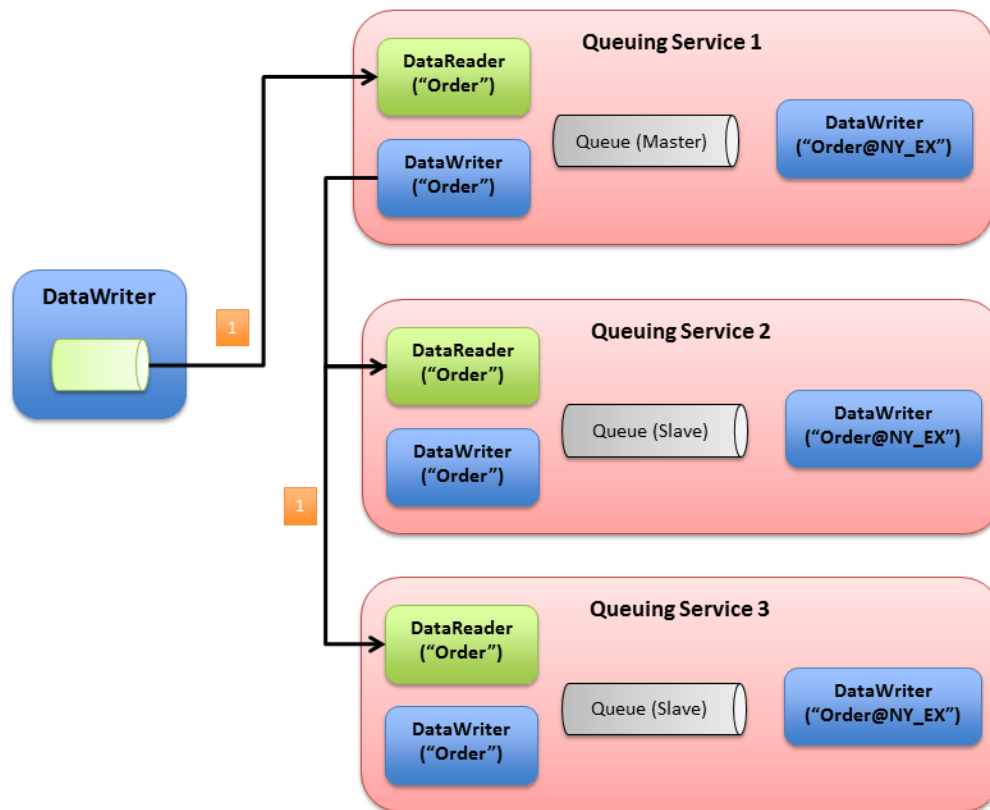 Queuing Service 1
DataReader
(“Order”)
Queue (Master)
DataWriter
(“Order@NY_EX”)
DataWriter
(“Order”)
DataWriter
1
Queuing Service 2
DataReader
(“Order”)
Queue (Slave)
DataWriter
(“Order@NY_EX”)
DataWriter
(“Order”)
1
Queuing Service 3
DataReader
(“Order”)
Queue (Slave)
DataWriter
(“Order@NY_EX”)
DataWriter
(“Order”)